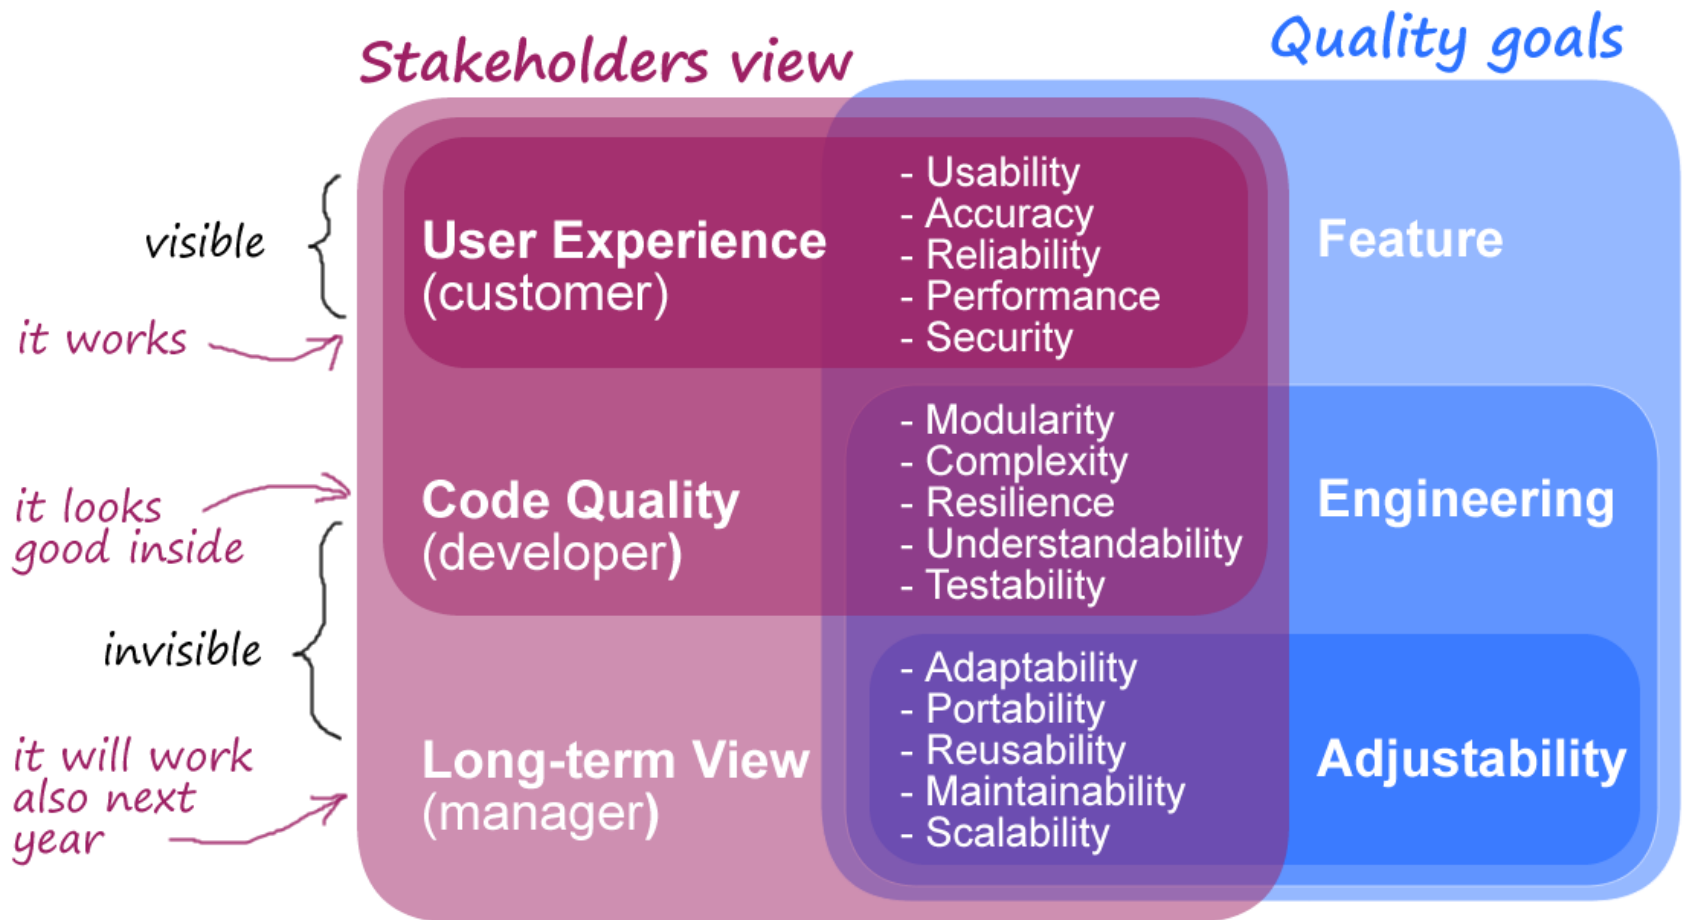 Stakeholders view
Quality goals
visible
it works
it looks
good inside
invisible
it will work
also next
year
User Experience
(customer)
- Usability
- Accuracy
- Reliability
- Performance
- Security
Feature
Code Quality
(developer)
- Modularity
- Complexity
- Resilience
- Understandability
- Testability
Engineering
Long-term View
(manager)
- Adaptability
- Portability
- Reusability
- Maintainability
- Scalability
Adjustability